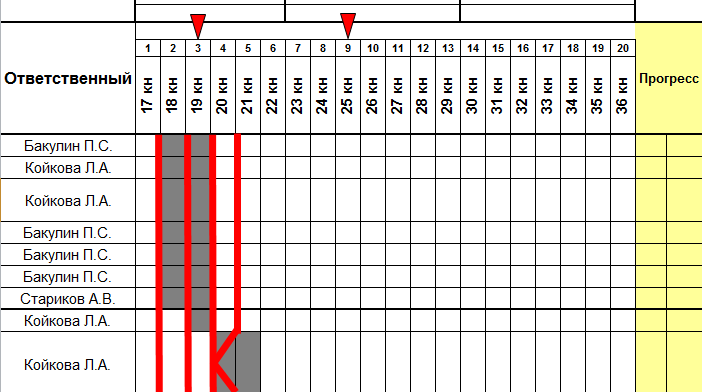 1 2 3 4 5 6 7 8 9 10 11 12 13 14 15 16 17 18 19 20
Ответственный 17 кн 18 кн 19 кн 20 кн 21 кн 22 кн 23 кн 24 кн 25 кн 26 кн 27 кн 28 кн 29 кн 30 кн 31 кн 32 кн 33 кн 34 кн 35 кн 36 кн Прогресс
Бакулин П.С.
Койкова Л.А.
Койкова Л.А.
Бакулин П.С.
Бакулин П.С.
Бакулин П.С.
Стариков А.В.
Койкова Л.А.
Койкова Л.А.